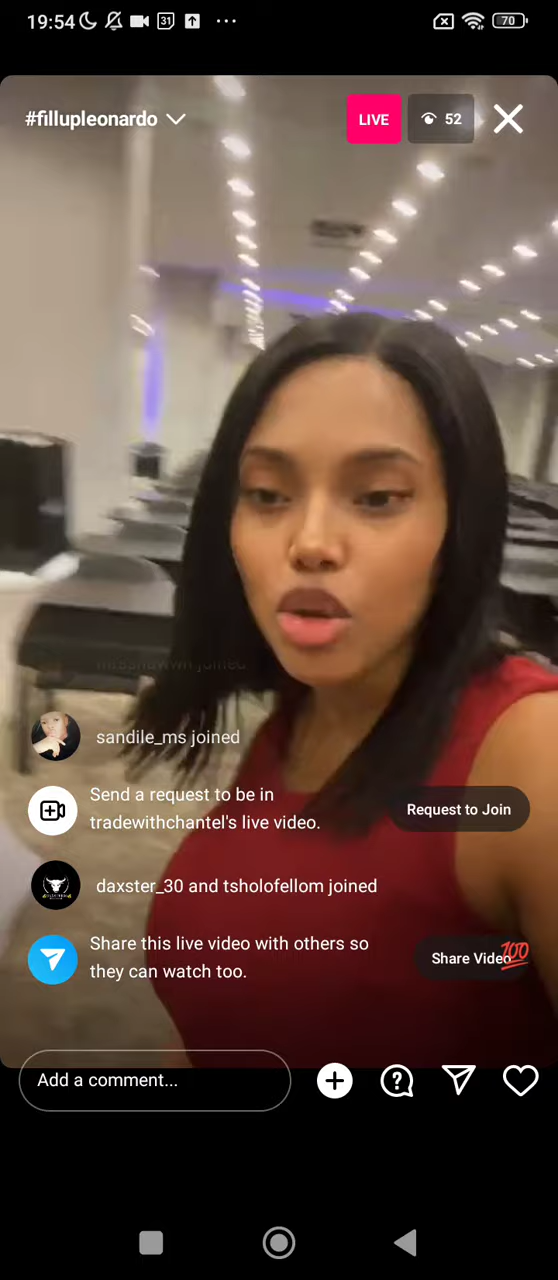 19:54 31 70
#fillupleonardo LIVE 52
joined
sandile_ms joined
Send a request to be in
tradewithchantel's live video.
Request to Join
daxster_30 and tsholofellom joined
Share this live video with others so
they can watch too.
Share Video
100
Add a comment...